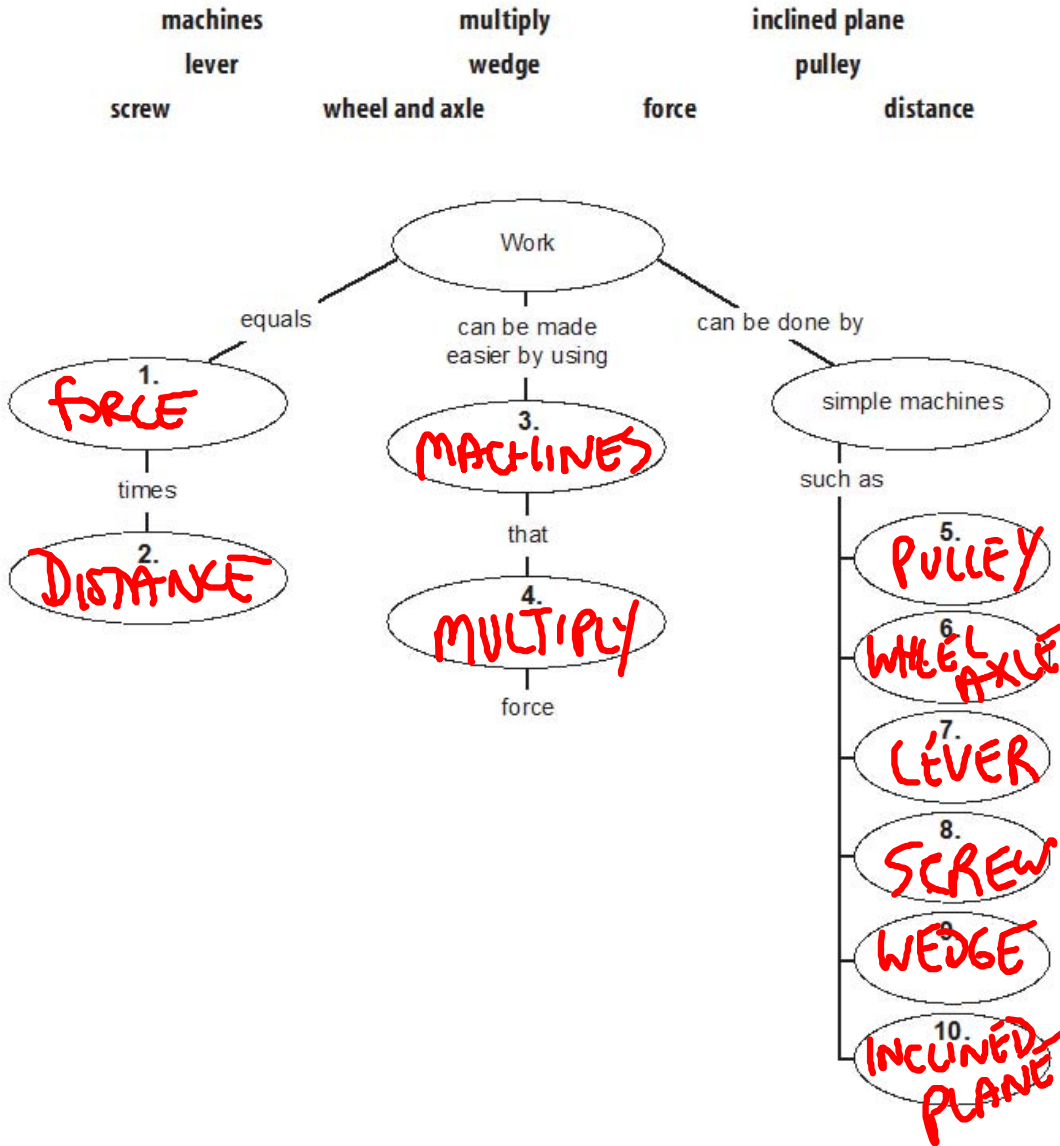 machines multiply inclined plane
lever wedge pulley
screw wheel and axle force distance
Work
equals
can be made
easier by using
can be done by
1.
FORCE
times
2.
DISTANCE
3.
MACHINES
that
4.
MULTIPLY
force
simple machines
such as
5.
PULLEY
6.
WHEEL
AXLE
7.
LEVER
8.
SCREW
9.
WEDGE
10.
INCLINED
PLANE